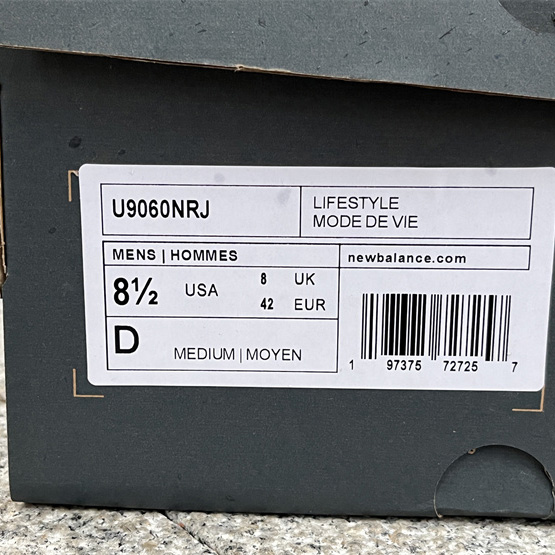 U9060NRJ
LIFESTYLE
MODE DE VIE
MENS | HOMMES
newbalance.com
8½ USA 8 UK
42 EUR
D MEDIUM | MOYEN
1 97375 72725 7